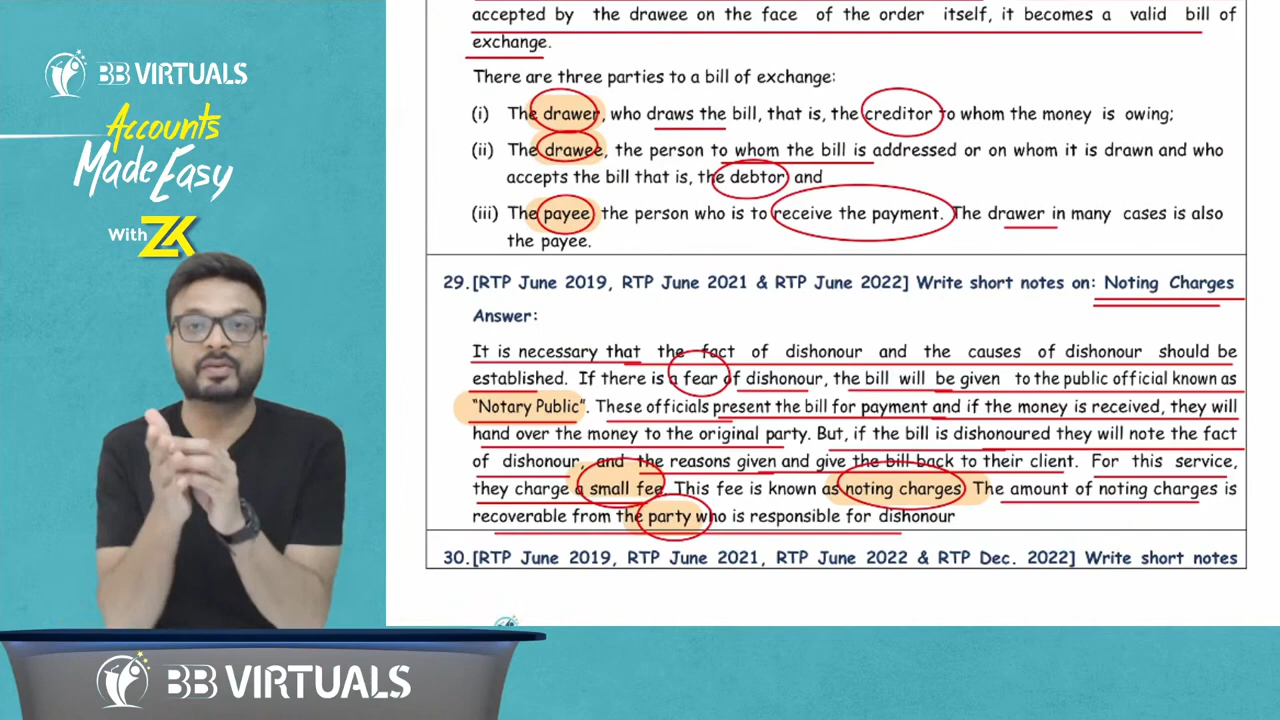 BB VIRTUALS
Accounts
Made Easy
With ZK
accepted by the drawee on the face of the order itself, it becomes a valid bill of
exchange.
There are three parties to a bill of exchange:
(i) The drawer, who draws the bill, that is, the creditor to whom the money is owing;
(ii) The drawee, the person to whom the bill is addressed or on whom it is drawn and who
accepts the bill that is, the debtor and
(iii) The payee the person who is to receive the payment. The drawer in many cases is also
the payee.
29. [RTP June 2019, RTP June 2021 & RTP June 2022] Write short notes on: Noting Charges
Answer:
It is necessary that the fact of dishonour and the causes of dishonour should be
established. If there is a fear of dishonour, the bill will be given to the public official known as
"Notary Public". These officials present the bill for payment and if the money is received, they will
hand over the money to the original party. But, if the bill is dishonoured they will note the fact
of dishonour, and the reasons given and give the bill back to their client. For this service,
they charge a small fee. This fee is known as noting charges. The amount of noting charges is
recoverable from the party who is responsible for dishonour
30. [RTP June 2019, RTP June 2021, RTP June 2022 & RTP Dec. 2022] Write short notes
BB VIRTUALS